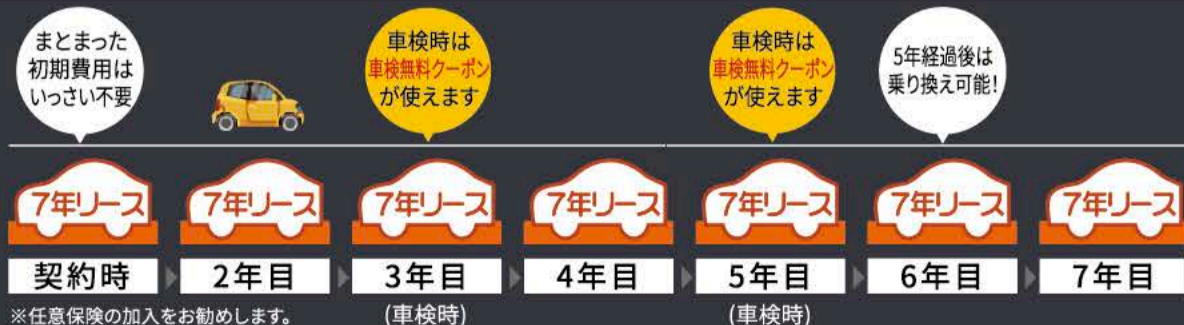 まとまった
初期費用は
いっさい不要
車検時は
車検無料クーポン
が使えます
車検時は
車検無料クーポン
が使えます
5年経過後は
乗り換え可能!
7年リース
7年リース
7年リース
7年リース
7年リース
7年リース
7年リース
契約時
2年目
3年目
4年目
5年目
6年目
7年目
※任意保険の加入をお勧めします。
(車検時)
(車検時)